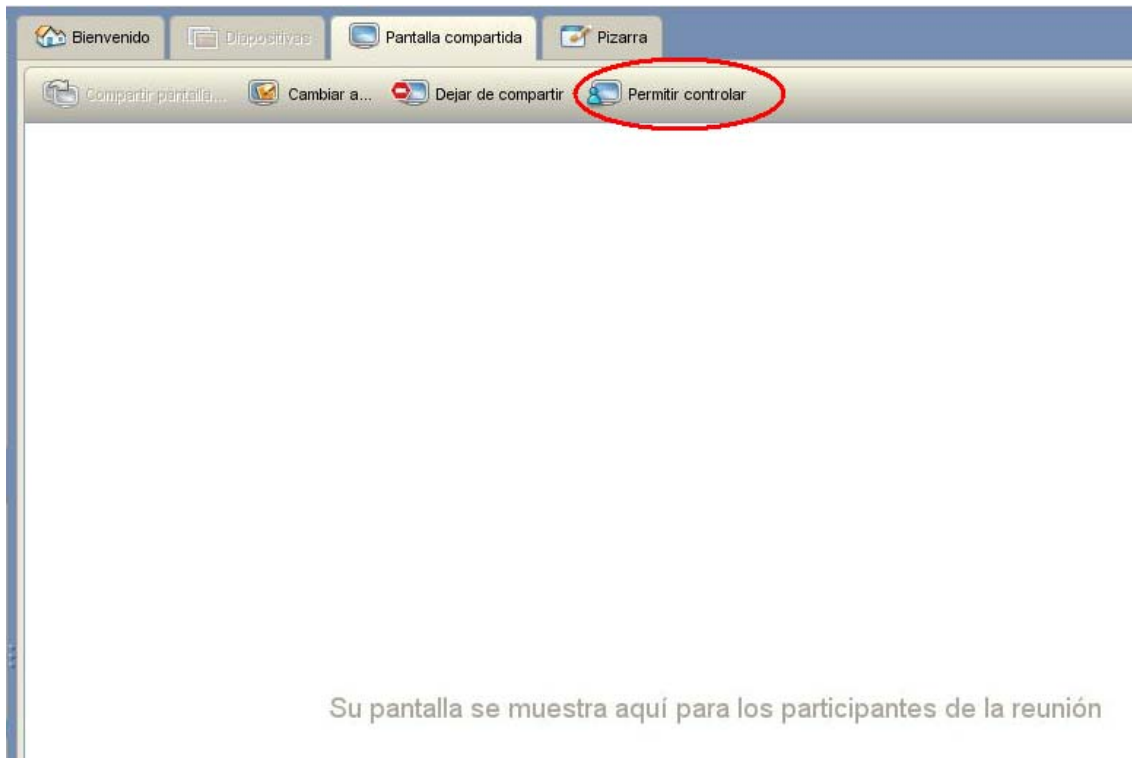 Bienvenido Diapositivas Pantalla compartida Pizarra
Compartir pantalla... Cambiar a... Dejar de compartir Permitir controlar
Su pantalla se muestra aquí para los participantes de la reunión